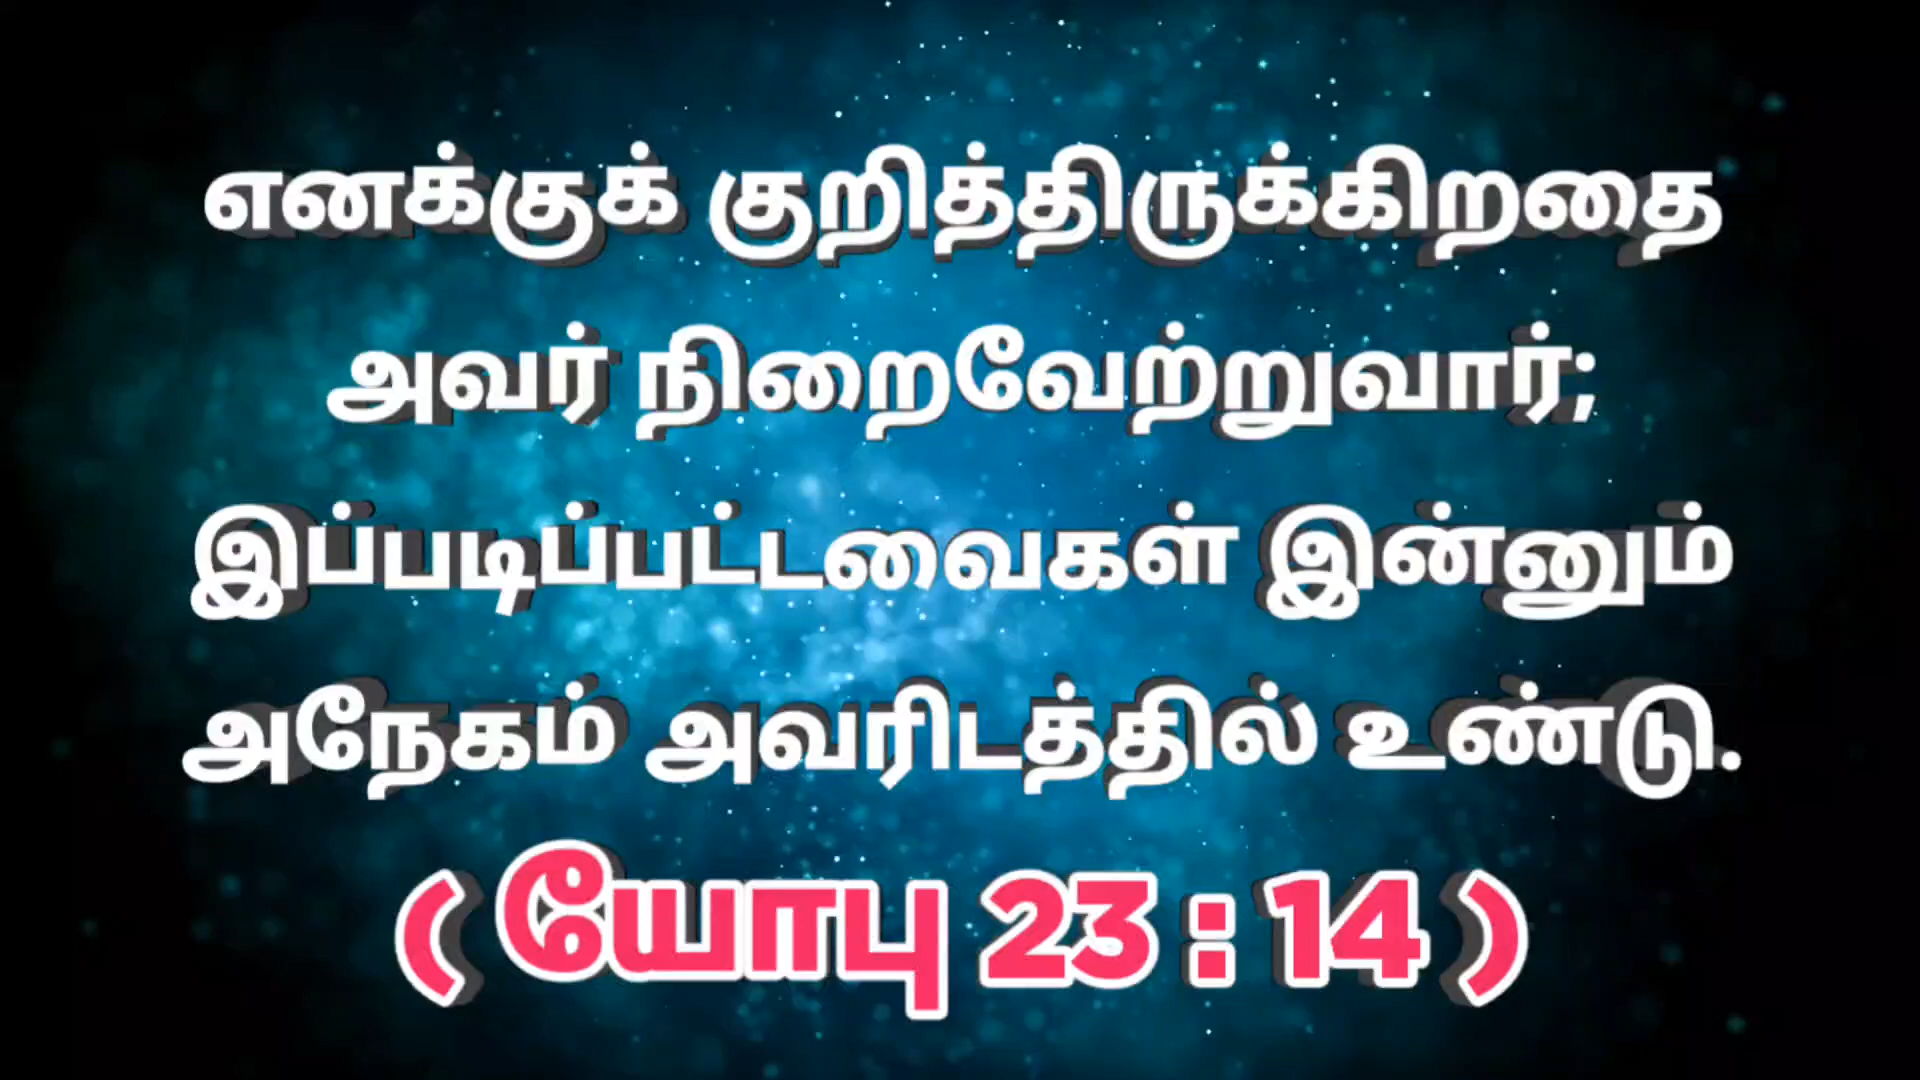 எனக்குக் குறித்திருக்கிறதை
அவர் நிறைவேற்றுவார்;
இப்படிப்பட்டவைகள் இன்னும்
அநேகம் அவரிடத்தில் உண்டு.
( யோபு 23 : 14 )